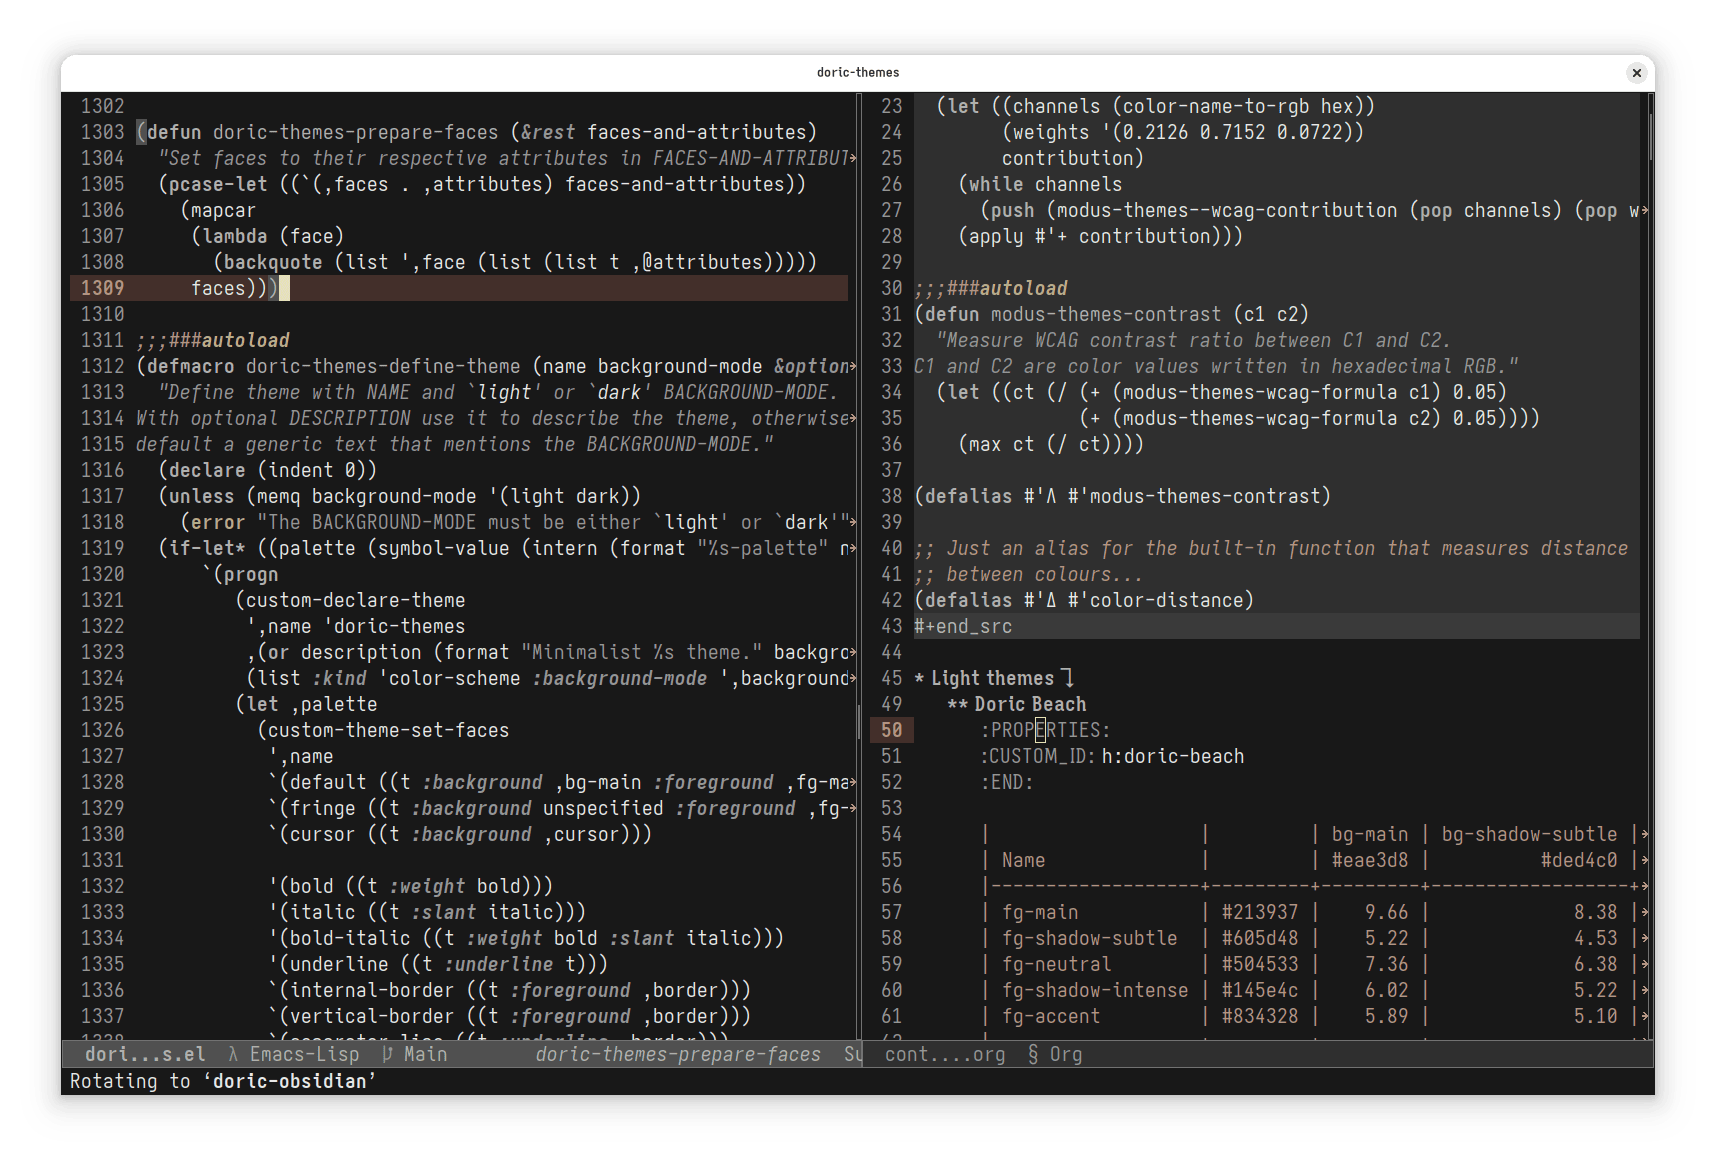 doric-themes
1302
1303 (defun doric-themes-prepare-faces (&rest faces-and-attributes)
1304   "Set faces to their respective attributes in FACES-AND-ATTRIBUT
1305   (pcase-let ((`(,faces . ,attributes) faces-and-attributes))
1306     (mapcar
1307      (lambda (face)
1308        (backquote (list ',face (list (list t ,@attributes)))))
1309      faces)))
1310
1311 ;;;###autoload
1312 (defmacro doric-themes-define-theme (name background-mode &option
1313   "Define theme with NAME and `light' or `dark' BACKGROUND-MODE.
1314 With optional DESCRIPTION use it to describe the theme, otherwise
1315 default a generic text that mentions the BACKGROUND-MODE."
1316   (declare (indent 0))
1317   (unless (memq background-mode '(light dark))
1318     (error "The BACKGROUND-MODE must be either `light' or `dark'"
1319   (if-let* ((palette (symbol-value (intern (format "%s-palette" n
1320       `(progn
1321          (custom-declare-theme
1322           ',name 'doric-themes
1323           ,(or description (format "Minimalist %s theme." backgro
1324           (list :kind 'color-scheme :background-mode ',background
1325          (let ,palette
1326            (custom-theme-set-faces
1327             ',name
1328             `(default ((t :background ,bg-main :foreground ,fg-ma
1329             `(fringe ((t :background unspecified :foreground ,fg-
1330             `(cursor ((t :background ,cursor)))
1331
1332             '(bold ((t :weight bold)))
1333             '(italic ((t :slant italic)))
1334             '(bold-italic ((t :weight bold :slant italic)))
1335             '(underline ((t :underline t)))
1336             `(internal-border ((t :foreground ,border)))
1337             `(vertical-border ((t :foreground ,border)))
dori...s.el λ Emacs-Lisp Main doric-themes-prepare-faces Su
23   (let ((channels (color-name-to-rgb hex))
24         (weights '(0.2126 0.7152 0.0722))
25         contribution)
26     (while channels
27       (push (modus-themes--wcag-contribution (pop channels) (pop w
28     (apply #'+ contribution)))
29
30 ;;;###autoload
31 (defun modus-themes-contrast (c1 c2)
32   "Measure WCAG contrast ratio between C1 and C2.
33 C1 and C2 are color values written in hexadecimal RGB."
34   (let ((ct (/ (+ (modus-themes-wcag-formula c1) 0.05)
35                (+ (modus-themes-wcag-formula c2) 0.05))))
36     (max ct (/ ct))))
37
38 (defalias #'Λ #'modus-themes-contrast)
39
40 ;; Just an alias for the built-in function that measures distance
41 ;; between colours...
42 (defalias #'Δ #'color-distance)
43 #+end_src
44
45 * Light themes ⤵
49    ** Doric Beach
50       :PROPERTIES:
51       :CUSTOM_ID: h:doric-beach
52       :END:
53
54       |                   |         | bg-main | bg-shadow-subtle |
55       | Name              |         | #eae3d8 |          #ded4c0 |
56       |-------------------+---------+---------+------------------+
57       | fg-main           | #213937 |    9.66 |             8.38 |
58       | fg-shadow-subtle  | #605d48 |    5.22 |             4.53 |
59       | fg-neutral        | #504533 |    7.36 |             6.38 |
60       | fg-shadow-intense | #145e4c |    6.02 |             5.22 |
61       | fg-accent         | #834328 |    5.89 |             5.10 |
cont....org § Org
Rotating to ‘doric-obsidian’